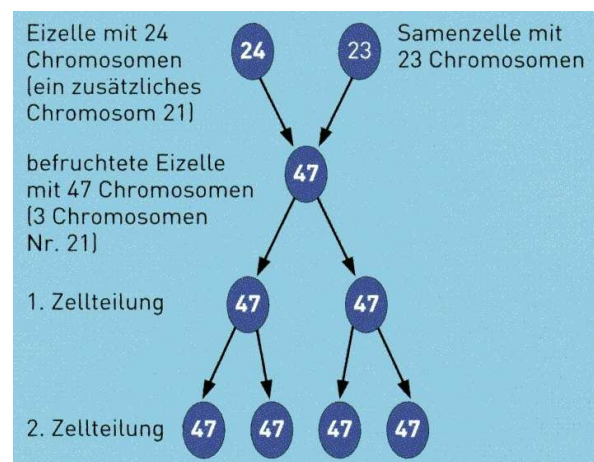 Eizelle mit 24
Chromosomen
(ein zusätzliches
Chromosom 21)
24
23
Samenzelle mit
23 Chromosomen
befruchtete Eizelle
mit 47 Chromosomen
(3 Chromosomen
Nr. 21)
47
1. Zellteilung
47
47
2. Zellteilung
47
47
47
47